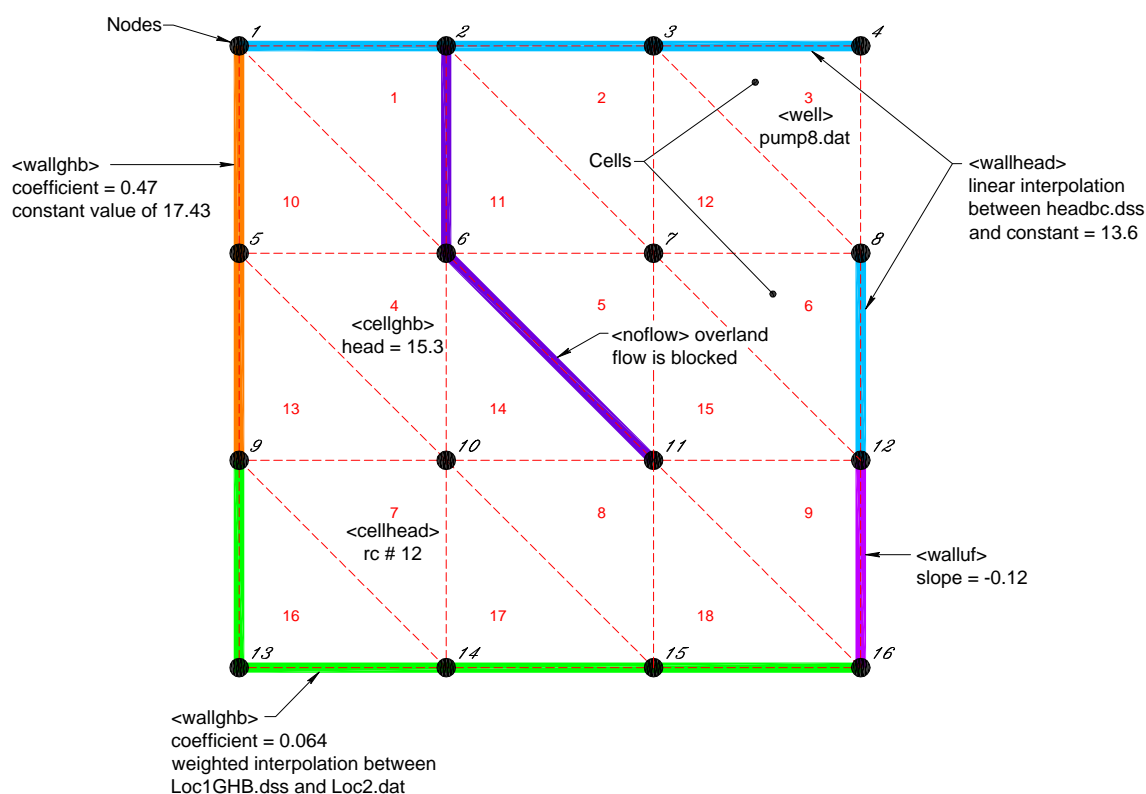 Nodes
1
2
3
4
1
2
3
<well>
pump8.dat
<wallghb>
coefficient = 0.47
constant value of 17.43
Cells
<wallhead>
linear interpolation
between headbc.dss
and constant = 13.6
10
11
12
5
6
7
8
4
5
6
<cellghb>
head = 15.3
<noflow> overland
flow is blocked
13
14
15
9
10
11
12
7
8
9
<cellhead>
rc # 12
<walluf>
slope = -0.12
16
17
18
13
14
15
16
<wallghb>
coefficient = 0.064
weighted interpolation between
Loc1GHB.dss and Loc2.dat